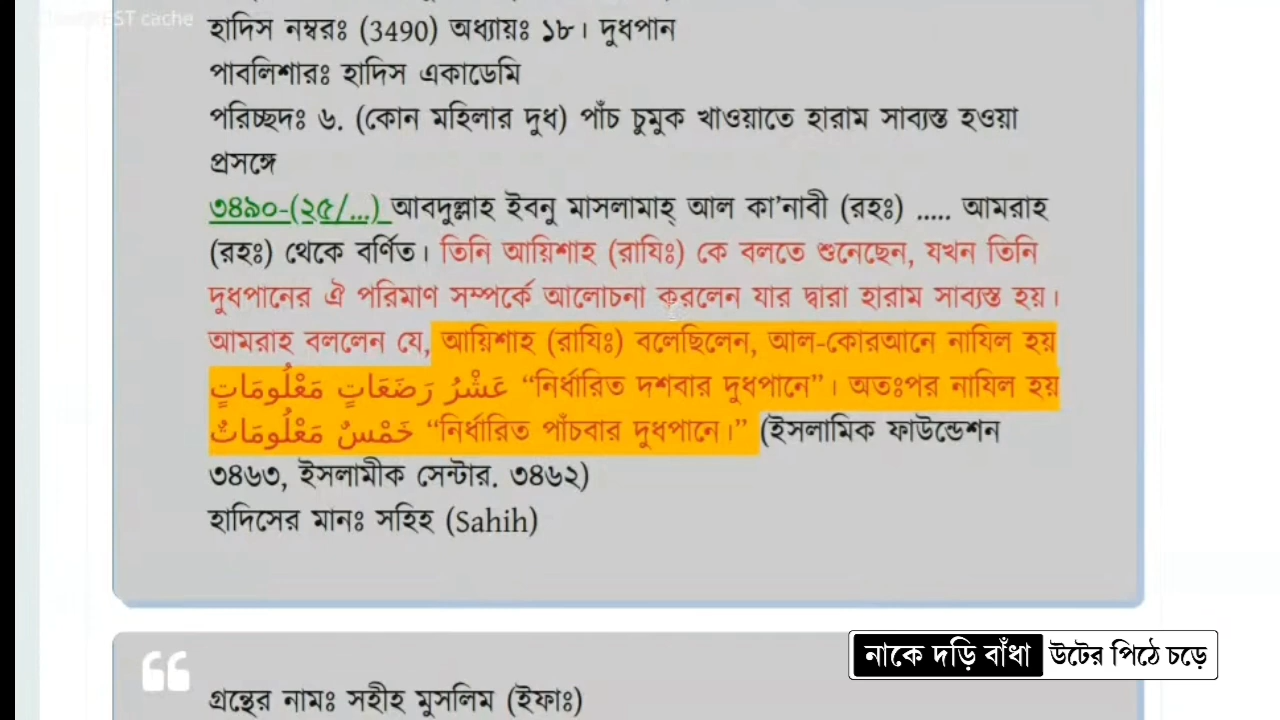 EST cache
হাদিস নম্বরঃ (3490) অধ্যায়ঃ ১৮। দুধপান
পাবলিশারঃ হাদিস একাডেমি
পরিচ্ছদঃ ৬. (কোন মহিলার দুধ) পাঁচ চুমুক খাওয়াতে হারাম সাব্যস্ত হওয়া
প্রসঙ্গে
৩৪৯০-(২৫/...) আবদুল্লাহ ইবনু মাসলামাহ্ আল কা'নাবী (রহঃ) ..... আমরাহ
(রহঃ) থেকে বর্ণিত। তিনি আয়িশাহ (রাযিঃ) কে বলতে শুনেছেন, যখন তিনি
দুধপানের ঐ পরিমাণ সম্পর্কে আলোচনা করলেন যার দ্বারা হারাম সাব্যস্ত হয়।
আমরাহ বললেন যে, আয়িশাহ (রাযিঃ) বলেছিলেন, আল-কোরআনে নাযিল হয়
عَشْرُ رَضَعَاتٍ مَعْلُومَاتٍ “নির্ধারিত দশবার দুধপানে”। অতঃপর নাযিল হয়
خَمْسٌ مَعْلُومَاتٌ “নির্ধারিত পাঁচবার দুধপানে।” (ইসলামিক ফাউন্ডেশন
৩৪৬৩, ইসলামীক সেন্টার. ৩৪৬২)
হাদিসের মানঃ সহিহ (Sahih)
নাকে দড়ি বাঁধা উটের পিঠে চড়ে
গ্রন্থের নামঃ সহীহ মুসলিম (ইফাঃ)